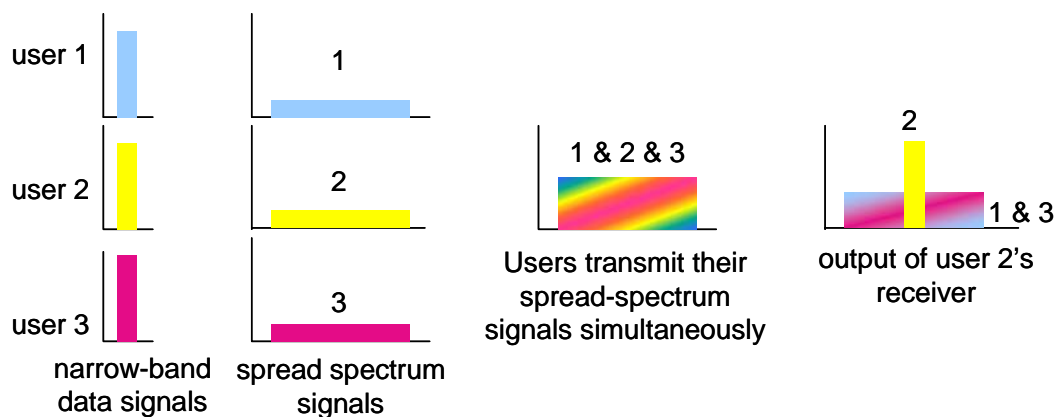 user 1
1
user 2
2
user 3
3
narrow-band
data signals
spread spectrum
signals
1 & 2 & 3
Users transmit their
spread-spectrum
signals simultaneously
2
1 & 3
output of user 2's
receiver